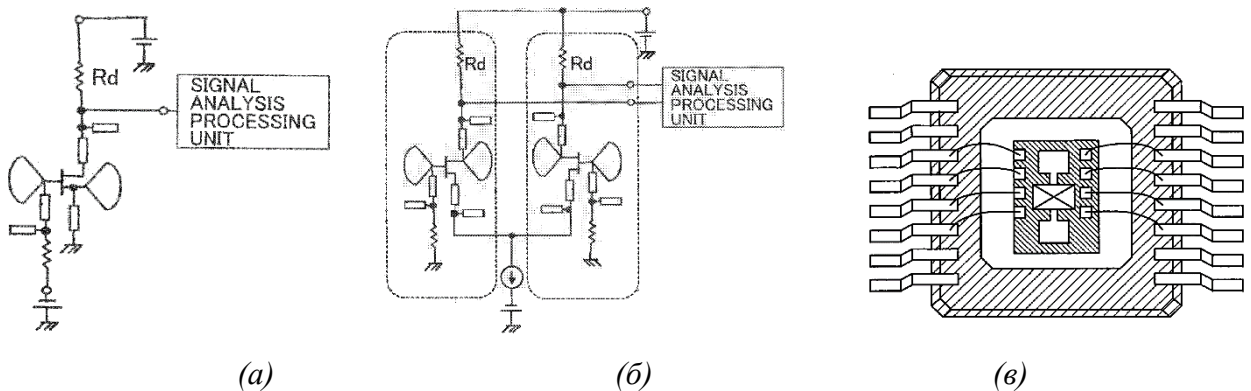 Rd
SIGNAL
ANALYSIS
PROCESSING
UNIT
Rd
Rd
SIGNAL
ANALYSIS
PROCESSING
UNIT
(а)
(б)
(в)